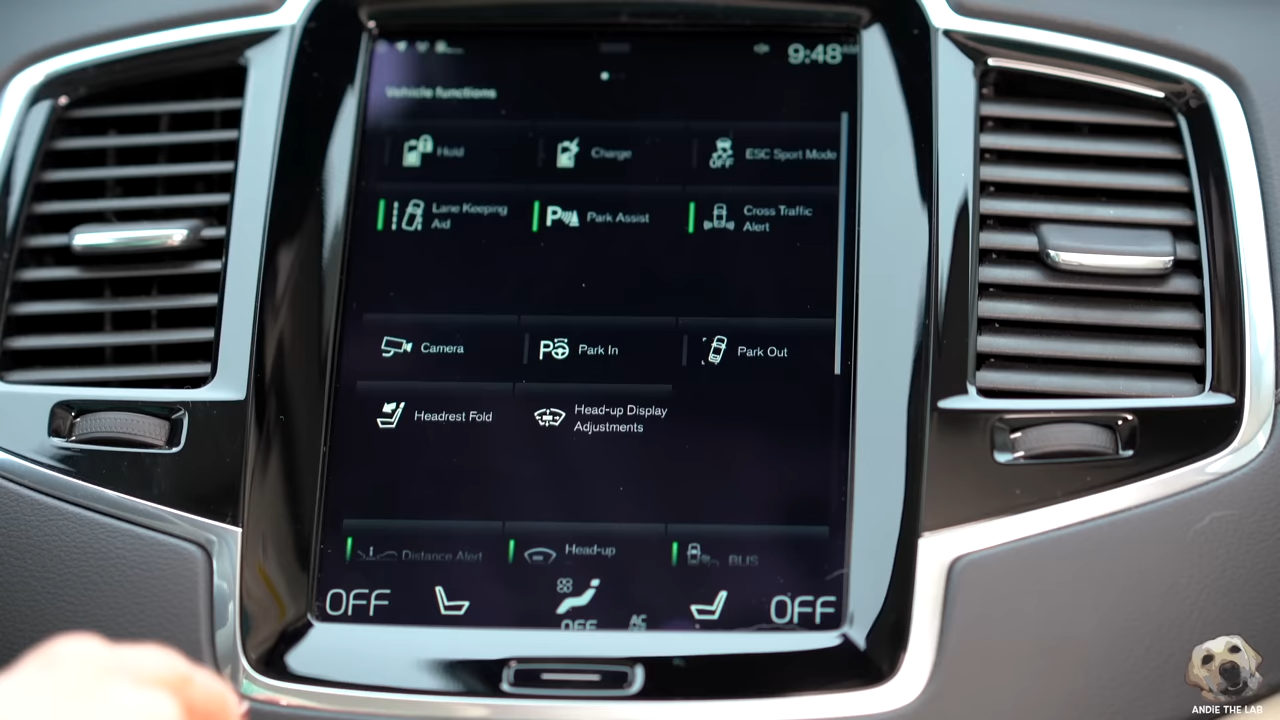 9:48
Vehicle functions
Hold
Charge
OFF
ESC Sport Mode
Lane Keeping
Aid
P
Park Assist
Cross Traffic
Alert
Camera
P
Park In
Park Out
Headrest Fold
Head-up Display
Adjustments
Distance Alert
Head-up
BLIS
OFF
OFF
AC
OFF
ANDIE THE LAB